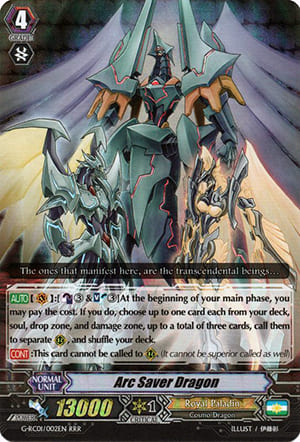 4
GRADE
The ones that manifest here, are the transcendental beings...
AUTO [ ]:[ 3 & V 3]At the beginning of your main phase, you
may pay the cost. If you do, choose up to one card each from your deck,
soul, drop zone, and damage zone, up to a total of three cards, call them
to separate , and shuffle your deck.
CONT :This card cannot be called to . (It cannot be superior called as well)
NORMAL
UNIT
Arc Saver Dragon
POWER 13000 1
CRITICAL
Royal Paladin
Cosmo Dragon
G-RC01/002EN RRR
ILLUST / 伊藤彰